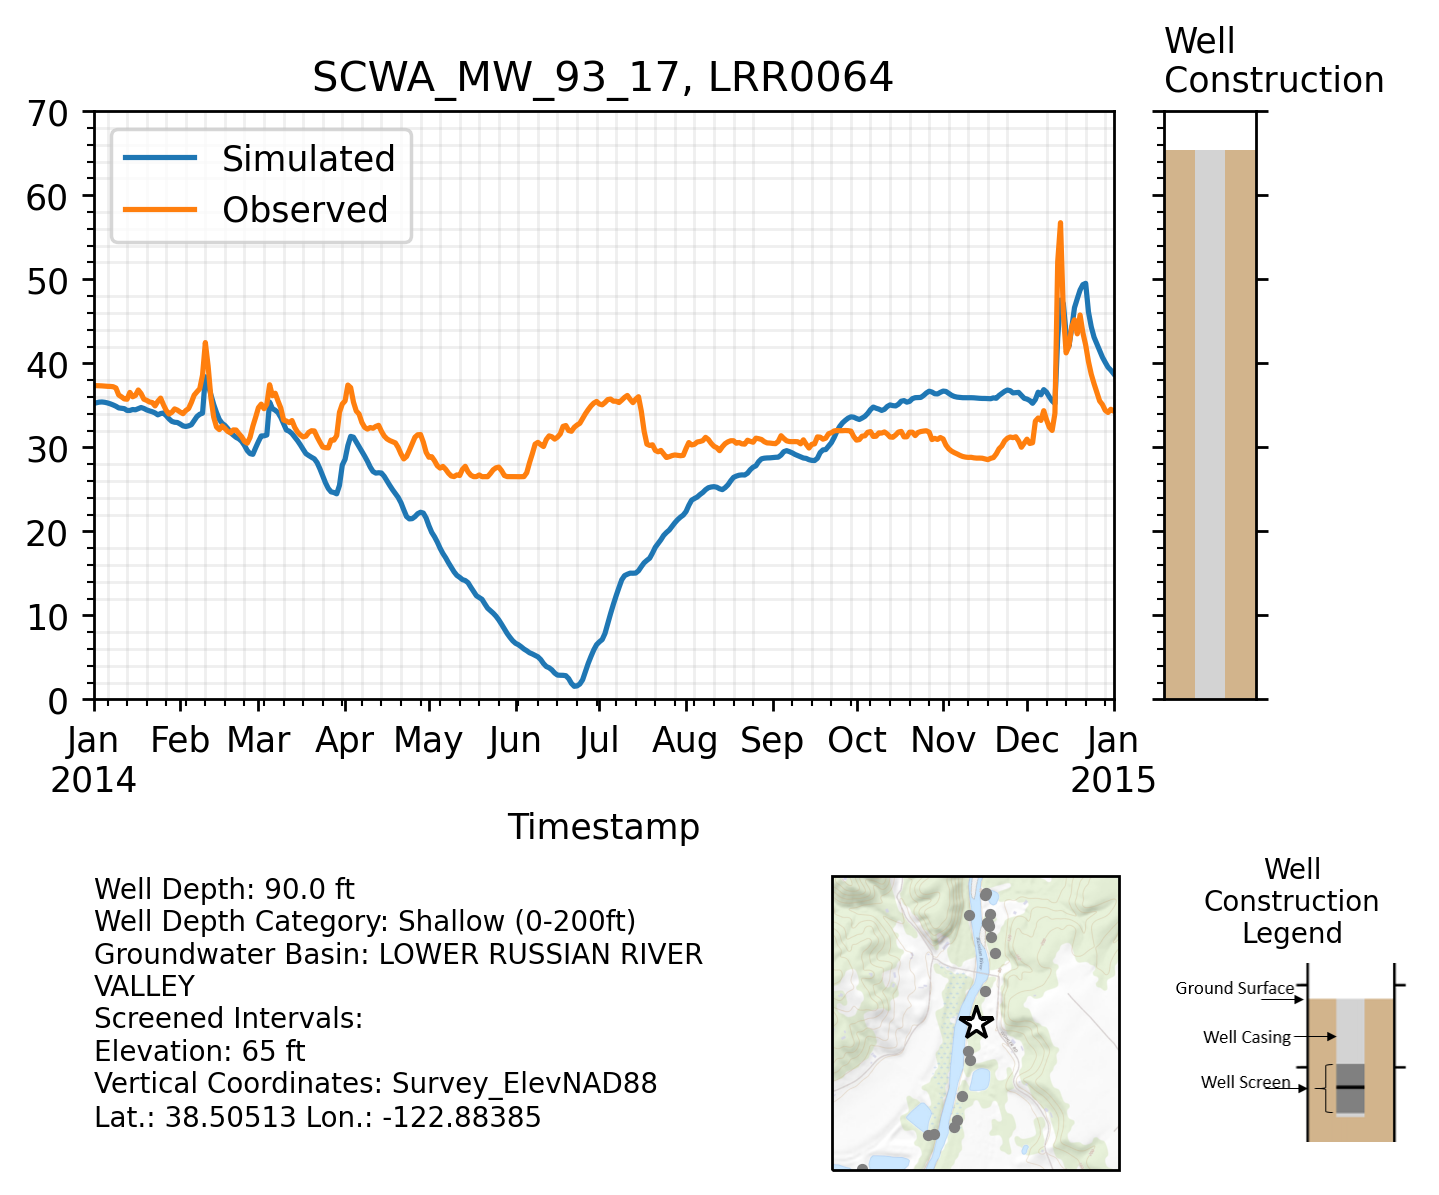 Well
Construction
SCWA_MW_93_17, LRR0064
70
60
50
40
30
20
10
0
Simulated
Observed
Jan Feb Mar Apr May Jun Jul Aug Sep Oct Nov Dec Jan
2014 2015
Timestamp
Well Depth: 90.0 ft
Well Depth Category: Shallow (0-200ft)
Groundwater Basin: LOWER RUSSIAN RIVER
VALLEY
Screened Intervals:
Elevation: 65 ft
Vertical Coordinates: Survey_ElevNAD88
Lat.: 38.50513 Lon.: -122.88385
Well
Construction
Legend
Ground Surface
Well Casing
Well Screen